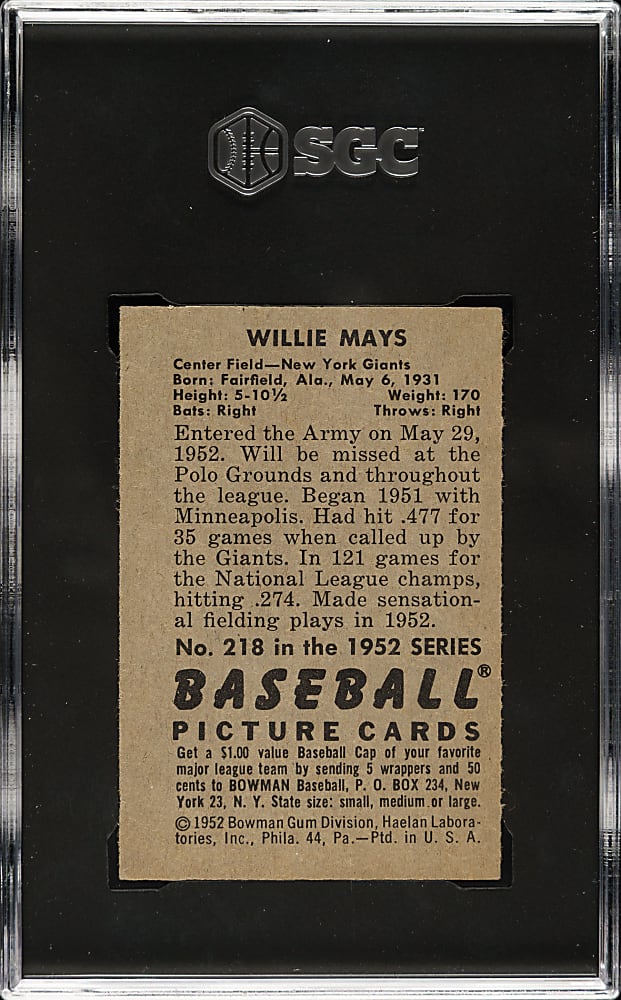 SGC
WILLIE MAYS
Center Field—New York Giants
Born: Fairfield, Ala., May 6, 1931
Height: 5-10½ Weight: 170
Bats: Right Throws: Right
Entered the Army on May 29,
1952. Will be missed at the
Polo Grounds and throughout
the league. Began 1951 with
Minneapolis. Had hit .477 for
35 games when called up by
the Giants. In 121 games for
the National League champs,
hitting .274. Made sensation-
al fielding plays in 1952.
No. 218 in the 1952 SERIES
BASEBALL®
PICTURE CARDS
Get a $1.00 value Baseball Cap of your favorite
major league team by sending 5 wrappers and 50
cents to BOWMAN Baseball, P. O. BOX 234, New
York 23, N. Y. State size: small, medium or large.
© 1952 Bowman Gum Division, Haelan Labora-
tories, Inc., Phila. 44, Pa.—Ptd. in U. S. A.